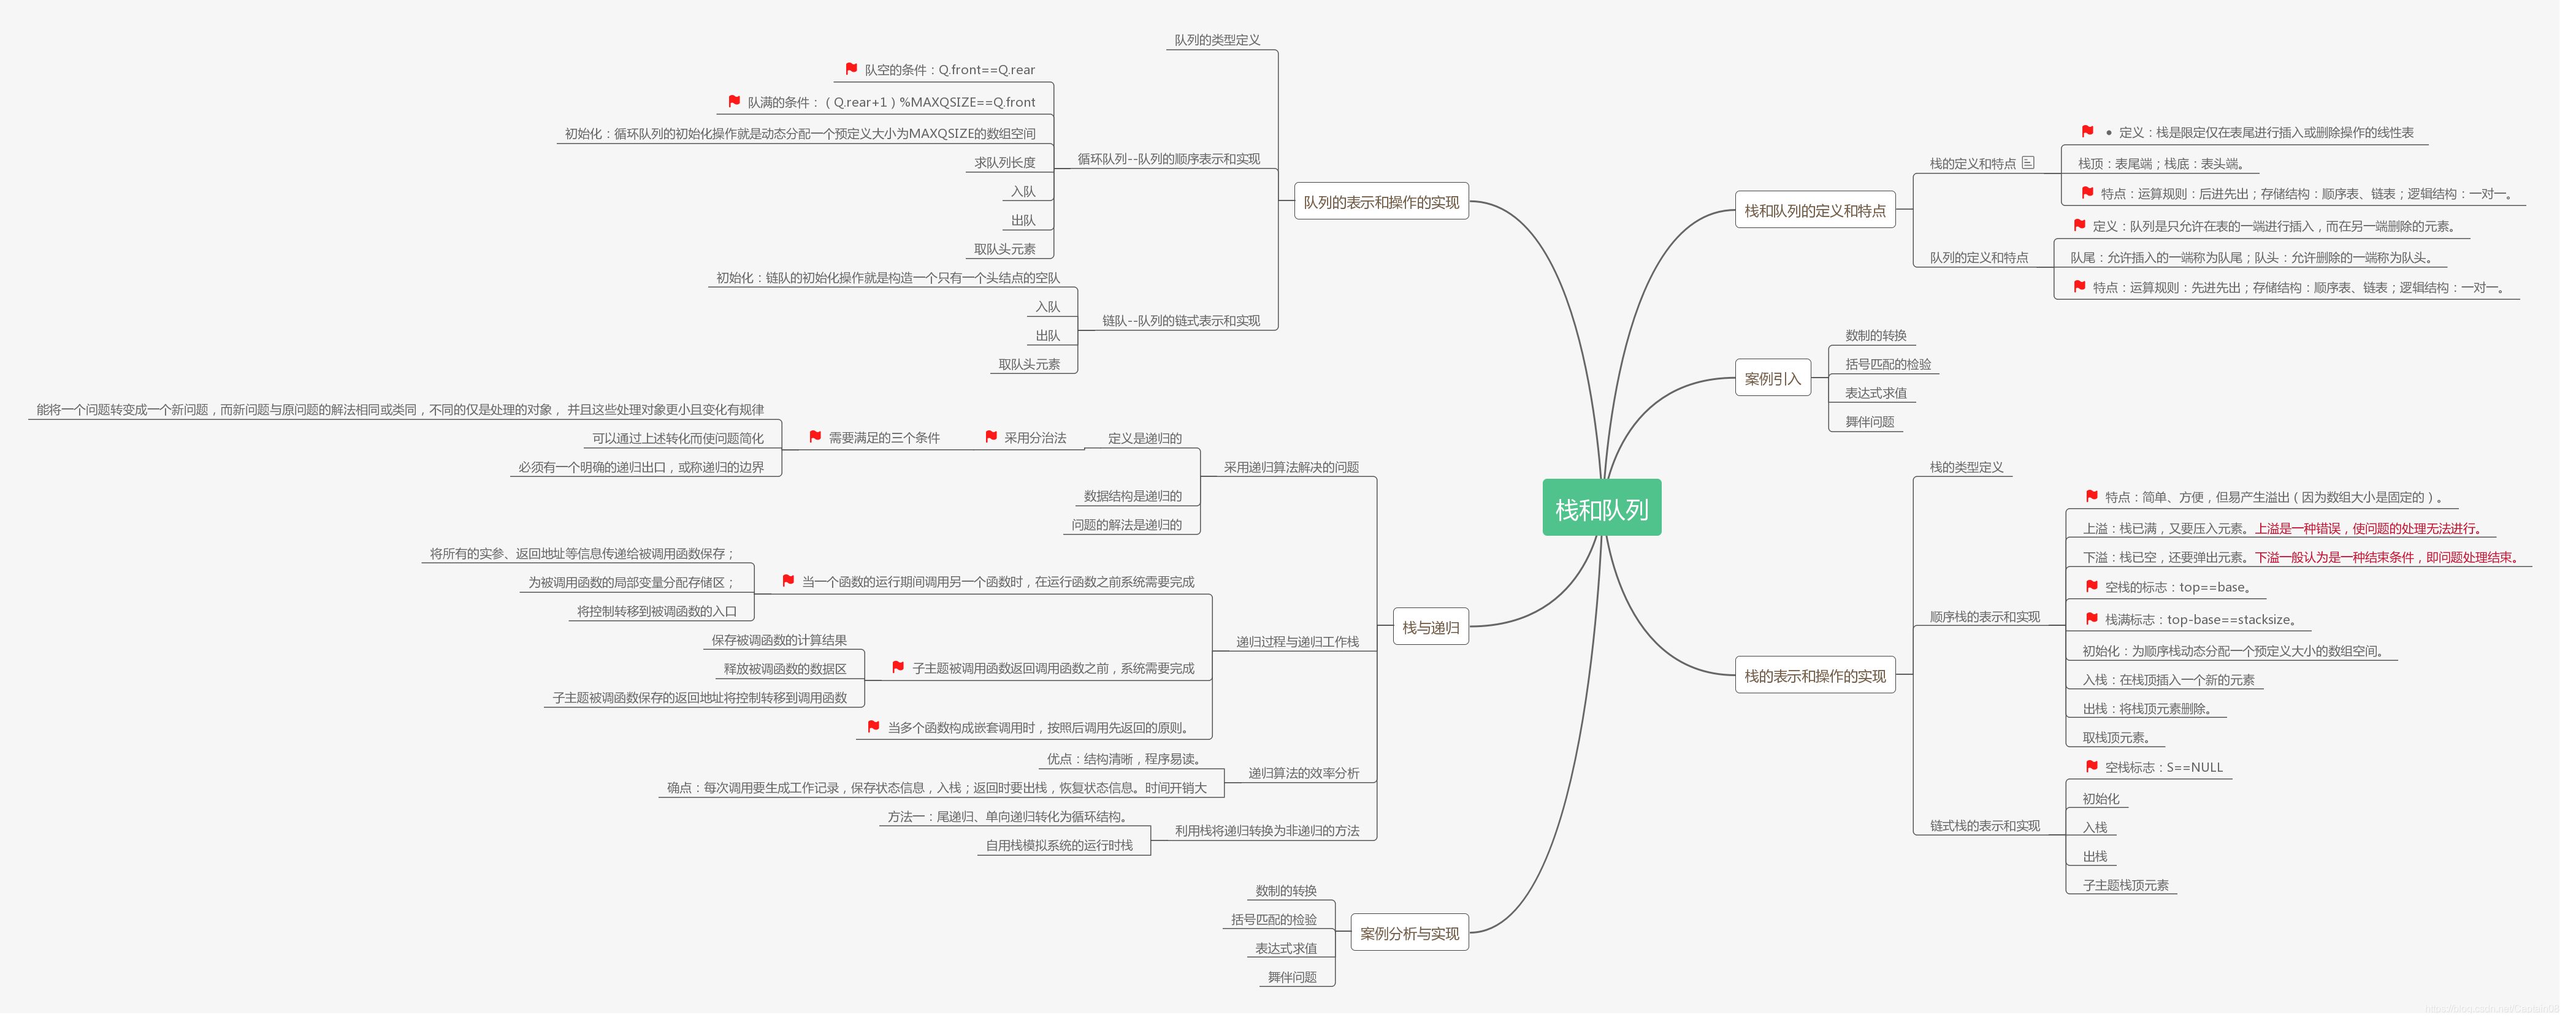 栈和队列
栈和队列的定义和特点
栈的定义和特点
• 定义：栈是限定仅在表尾进行插入或删除操作的线性表
栈顶：表尾端；栈底：表头端。
特点：运算规则：后进先出；存储结构：顺序表、链表；逻辑结构：一对一。
队列的定义和特点
定义：队列是只允许在表的一端进行插入，而在另一端删除的元素。
队尾：允许插入的一端称为队尾；队头：允许删除的一端称为队头。
特点：运算规则：先进先出；存储结构：顺序表、链表；逻辑结构：一对一。
案例引入
数制的转换
括号匹配的检验
表达式求值
舞伴问题
栈的表示和操作的实现
栈的类型定义
顺序栈的表示和实现
特点：简单、方便，但易产生溢出（因为数组大小是固定的）。
上溢：栈已满，又要压入元素。上溢是一种错误，使问题的处理无法进行。
下溢：栈已空，还要弹出元素。下溢一般认为是一种结束条件，即问题处理结束。
空栈的标志：top==base。
栈满标志：top-base==stacksize。
初始化：为顺序栈动态分配一个预定义大小的数组空间。
入栈：在栈顶插入一个新的元素
出栈：将栈顶元素删除。
取栈顶元素。
链式栈的表示和实现
空栈标志：S==NULL
初始化
入栈
出栈
子主题栈顶元素
队列的表示和操作的实现
队列的类型定义
循环队列--队列的顺序表示和实现
队空的条件：Q.front==Q.rear
队满的条件：（Q.rear+1）%MAXQSIZE==Q.front
初始化：循环队列的初始化操作就是动态分配一个预定义大小为MAXQSIZE的数组空间
求队列长度
入队
出队
取队头元素
链队--队列的链式表示和实现
初始化：链队的初始化操作就是构造一个只有一个头结点的空队
入队
出队
取队头元素
栈与递归
采用递归算法解决的问题
定义是递归的
采用分治法
需要满足的三个条件
能将一个问题转变成一个新问题，而新问题与原问题的解法相同或类同，不同的仅是处理的对象， 并且这些处理对象更小且变化有规律
可以通过上述转化而使问题简化
必须有一个明确的递归出口，或称递归的边界
数据结构是递归的
问题的解法是递归的
递归过程与递归工作栈
当一个函数的运行期间调用另一个函数时，在运行函数之前系统需要完成
将所有的实参、返回地址等信息传递给被调用函数保存；
为被调用函数的局部变量分配存储区；
将控制转移到被调函数的入口
子主题被调用函数返回调用函数之前，系统需要完成
保存被调函数的计算结果
释放被调函数的数据区
子主题被调函数保存的返回地址将控制转移到调用函数
当多个函数构成嵌套调用时，按照后调用先返回的原则。
递归算法的效率分析
优点：结构清晰，程序易读。
确点：每次调用要生成工作记录，保存状态信息，入栈；返回时要出栈，恢复状态信息。时间开销大
利用栈将递归转换为非递归的方法
方法一：尾递归、单向递归转化为循环结构。
自用栈模拟系统的运行时栈
案例分析与实现
数制的转换
括号匹配的检验
表达式求值
舞伴问题